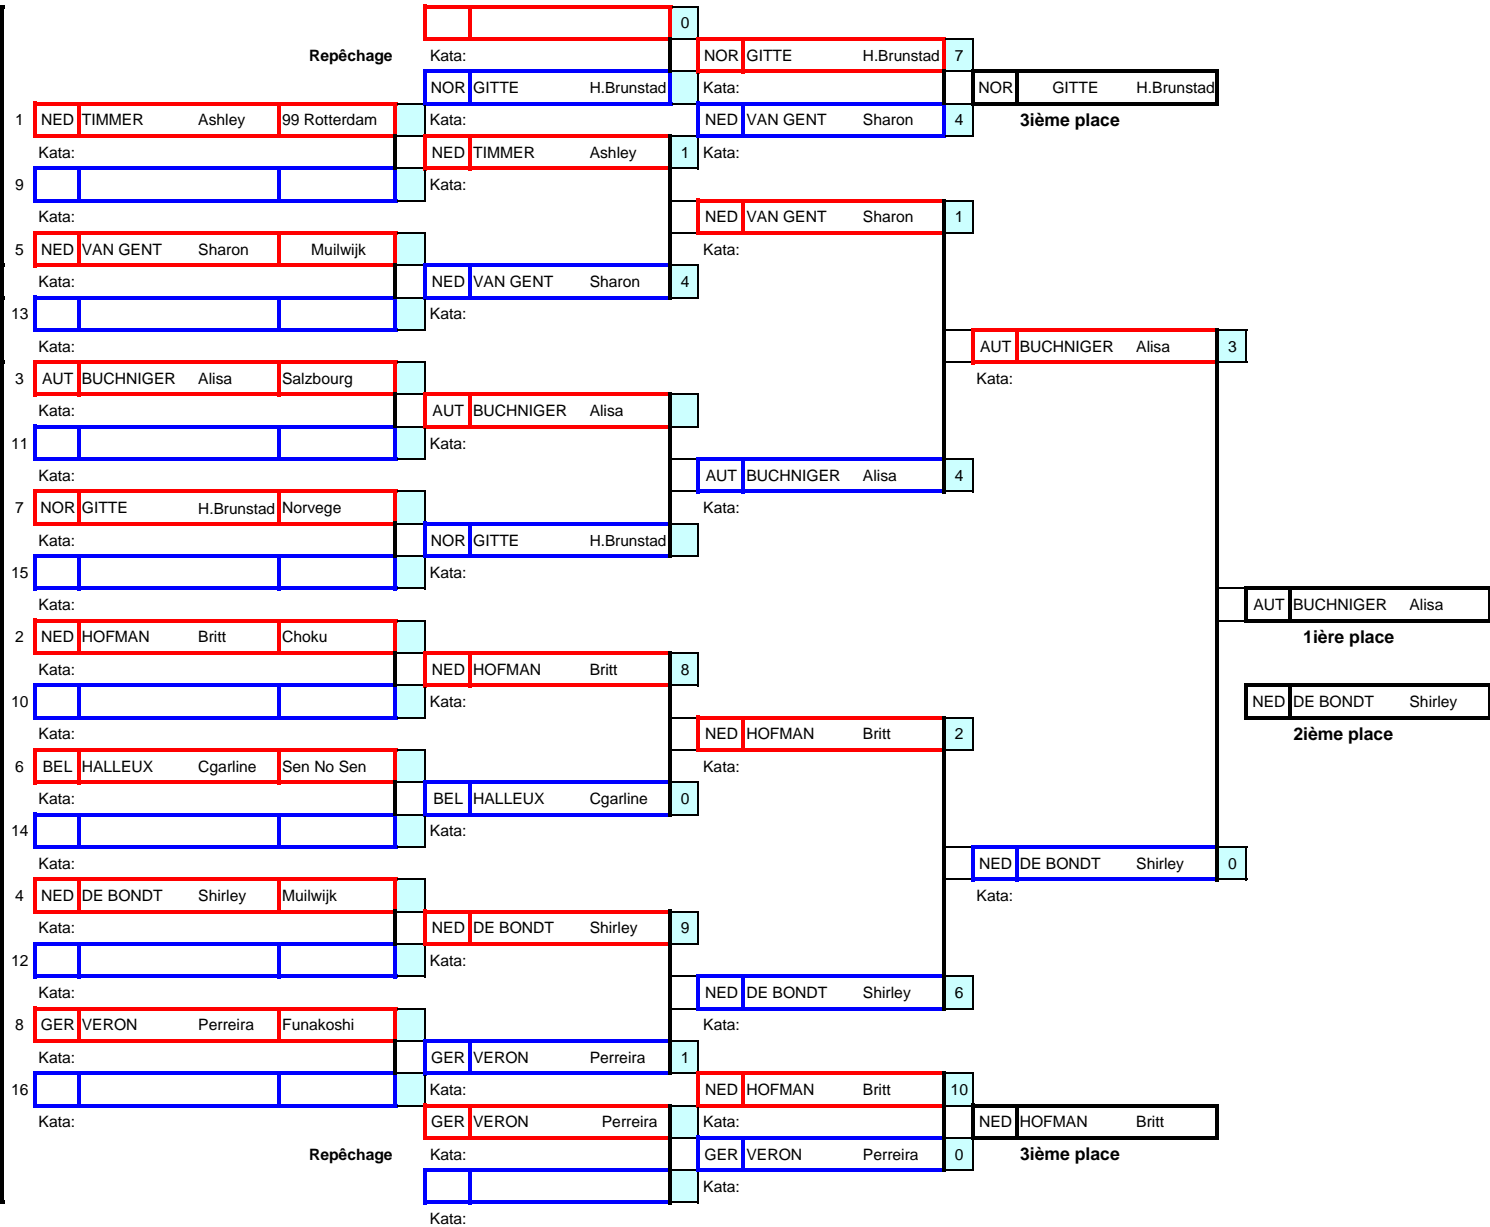 0
Repêchage Kata: NOR GITTE H.Brunstad 7
NOR GITTE H.Brunstad Kata: NOR GITTE H.Brunstad
1 NED TIMMER Ashley 99 Rotterdam Kata: NED VAN GENT Sharon 4 3ième place
Kata: NED TIMMER Ashley 1 Kata:
9 Kata:
Kata: NED VAN GENT Sharon 1
5 NED VAN GENT Sharon Muilwijk Kata:
Kata: NED VAN GENT Sharon 4
13 Kata:
Kata: AUT BUCHNIGER Alisa 3
3 AUT BUCHNIGER Alisa Salzbourg Kata:
Kata: AUT BUCHNIGER Alisa
11 Kata:
Kata: AUT BUCHNIGER Alisa 4
7 NOR GITTE H.Brunstad Norvege Kata:
Kata: NOR GITTE H.Brunstad
15 Kata:
Kata: AUT BUCHNIGER Alisa
2 NED HOFMAN Britt Choku 1ière place
Kata: NED HOFMAN Britt 8
10 Kata: NED DE BONDT Shirley
Kata: NED HOFMAN Britt 2 2ième place
6 BEL HALLEUX Cgarline Sen No Sen Kata:
Kata: BEL HALLEUX Cgarline 0
14 Kata:
Kata: NED DE BONDT Shirley 0
4 NED DE BONDT Shirley Muilwijk Kata:
Kata: NED DE BONDT Shirley 9
12 Kata:
Kata: NED DE BONDT Shirley 6
8 GER VERON Perreira Funakoshi Kata:
Kata: GER VERON Perreira 1
16 Kata: NED HOFMAN Britt 10
Kata: GER VERON Perreira Kata: NED HOFMAN Britt
Repêchage Kata: GER VERON Perreira 0 3ième place
Kata:
Kata: